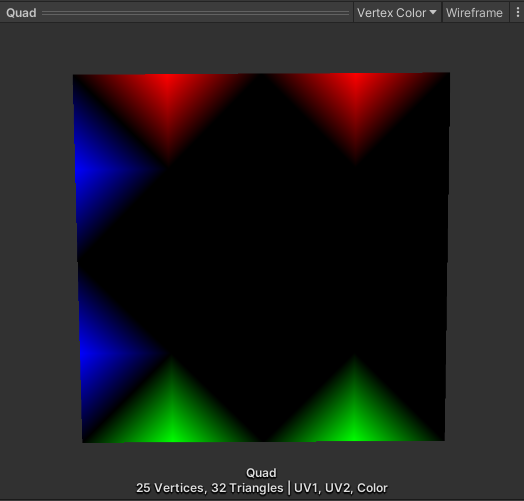 Quad Vertex Color Wireframe
Quad
25 Vertices, 32 Triangles | UV1, UV2, Color